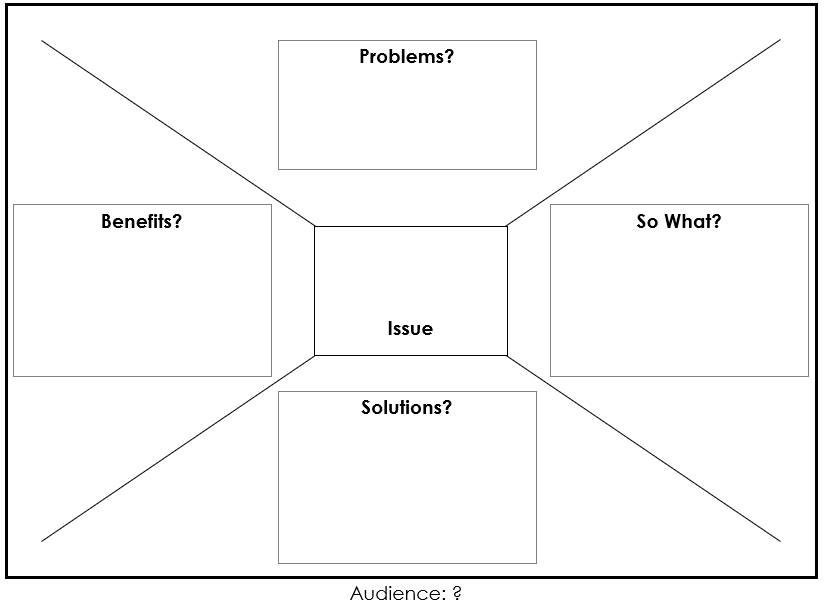 Problems?
Benefits?
So What?
Issue
Solutions?
Audience: ?